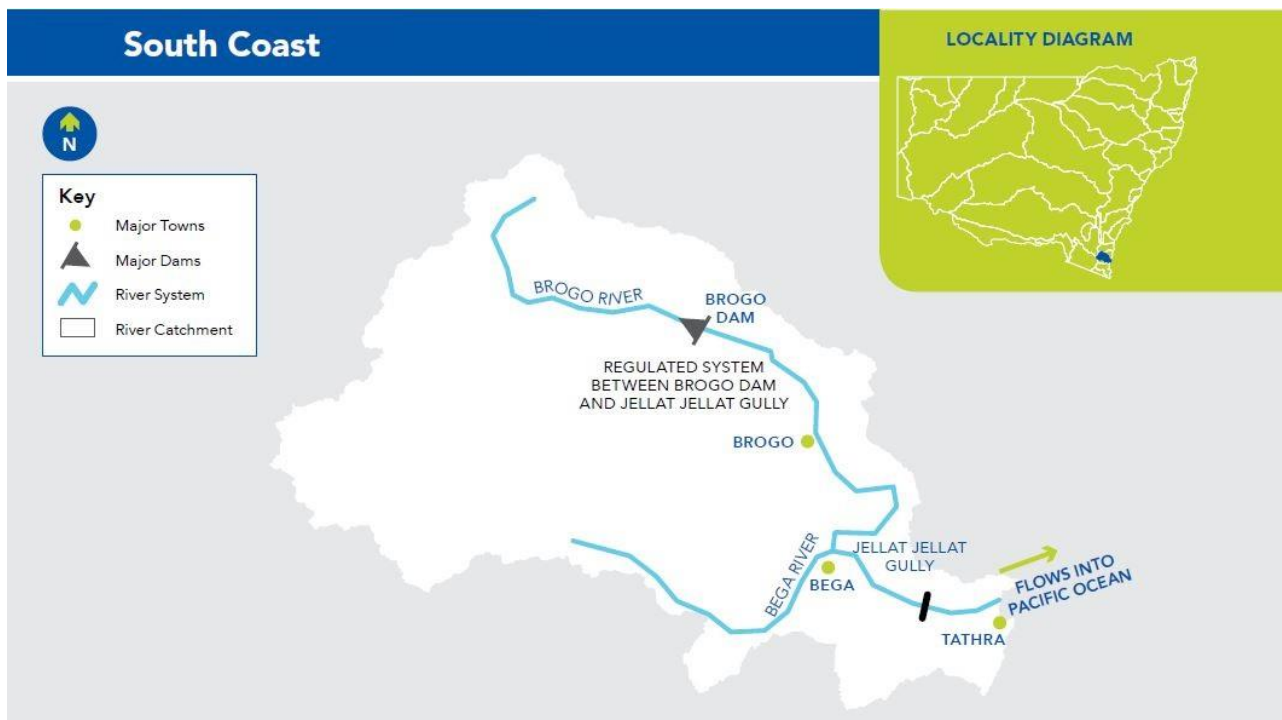 South Coast
LOCALITY DIAGRAM
N
Key
Major Towns
Major Dams
River System
River Catchment
BROGO RIVER
BROGO
DAM
REGULATED SYSTEM
BETWEEN BROGO DAM
AND JELLAT JELLAT GULLY
BROGO
BEGA RIVER
BEGA
JELLAT JELLAT
GULLY
FLOWS INTO
PACIFIC OCEAN
TATHRA